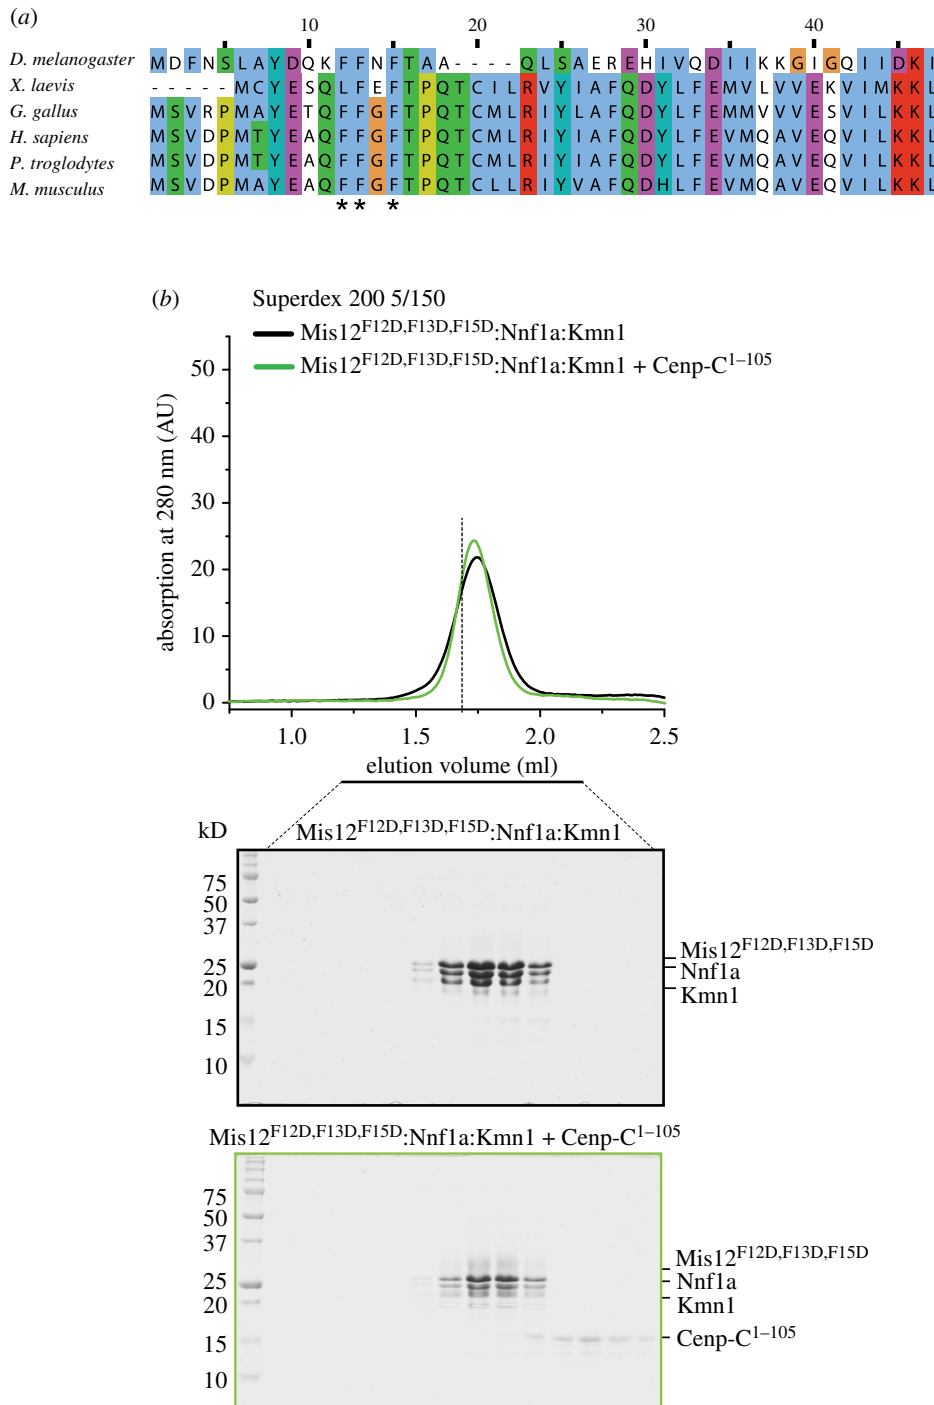 (a)
10 20 30 40
D. melanogaster M D F N S L A Y D Q K F F N F T A A - - - - Q L S A E R E H I V Q D I I K K G I G Q I I D K I
X. laevis - - - - - M C Y E S Q L F E F T P Q T C I L R V Y I A F Q D Y L F E M V L V V E K V I M K K L
G. gallus M S V R P M A Y E T Q F F G F T P Q T C M L R I Y L A F Q D Y L F E V M M V V E S V I L K K L
H. sapiens M S V D P M T Y E A Q F F G F T P Q T C M L R I Y I A F Q D Y L F E V M Q A V E Q V I L K K L
P. troglodytes M S V D P M T Y E A Q F F G F T P Q T C M L R I Y I A F Q D Y L F E V M Q A V E Q V I L K K L
M. musculus M S V D P M A Y E A Q F F G F T P Q T C L L R I Y V A F Q D H L F E V M Q A V E Q V I L K K L
* * *
(b) Superdex 200 5/150
Mis12F12D,F13D,F15D:Nnf1a:Kmn1
Mis12F12D,F13D,F15D:Nnf1a:Kmn1 + Cenp-C1–105
absorption at 280 nm (AU)
50
40
30
20
10
0
1.0 1.5 2.0 2.5
elution volume (ml)
kD
Mis12F12D,F13D,F15D:Nnf1a:Kmn1
75
50
37
25
20
15
10
Mis12F12D,F13D,F15D
Nnf1a
Kmn1
Mis12F12D,F13D,F15D:Nnf1a:Kmn1 + Cenp-C1–105
75
50
37
25
20
15
10
Mis12F12D,F13D,F15D
Nnf1a
Kmn1
Cenp-C1–105